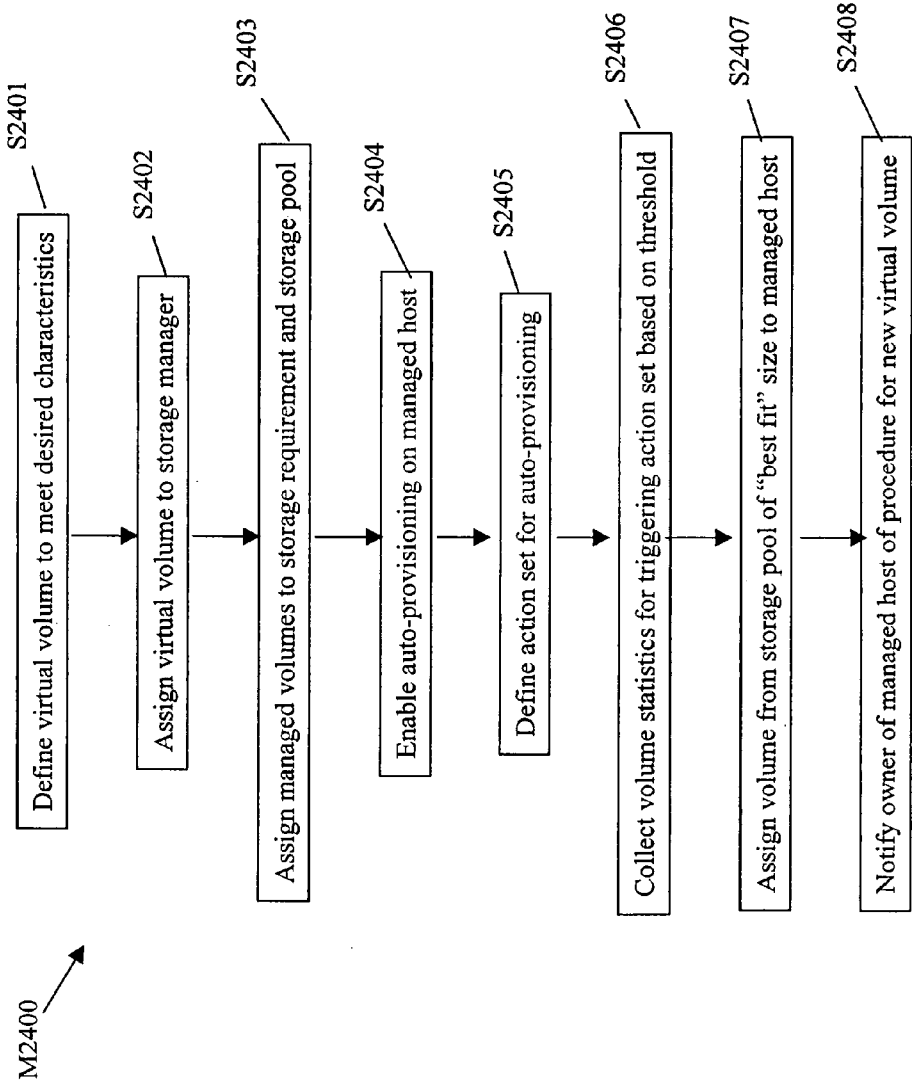 M2400
Define virtual volume to meet desired characteristics
S2401
Assign virtual volume to storage manager
S2402
Assign managed volumes to storage requirement and storage pool
S2403
Enable auto-provisioning on managed host
S2404
Define action set for auto-provisioning
S2405
Collect volume statistics for triggering action set based on threshold
S2406
Assign volume from storage pool of “best fit” size to managed host
S2407
Notify owner of managed host of procedure for new virtual volume
S2408